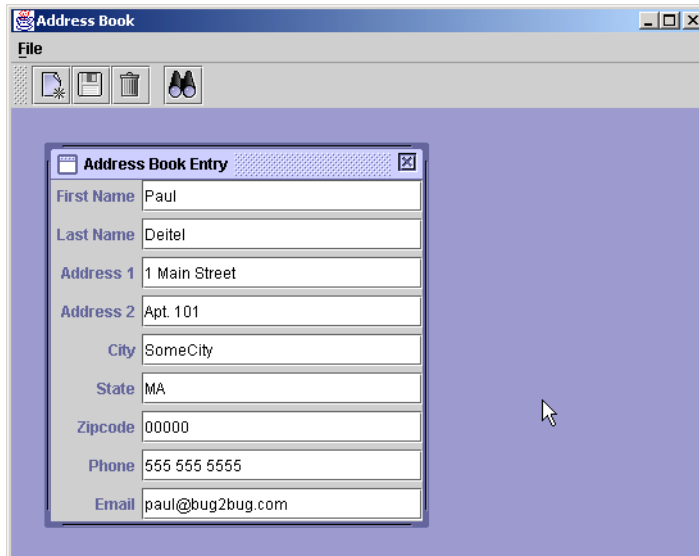 Address Book
File
Address Book Entry
First Name Paul
Last Name Deitel
Address 1 1 Main Street
Address 2 Apt. 101
City SomeCity
State MA
Zipcode 00000
Phone 555 555 5555
Email paul@bug2bug.com